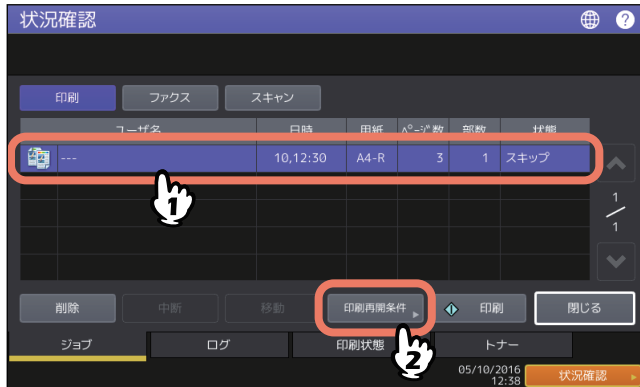 状況確認
?
印刷 ファクス スキャン
ユーザ名 日時 用紙 ページ数 部数 状態
--- 10,12:30 A4-R 3 1 スキップ
1
1
1
削除 中断 移動 印刷再開条件 印刷 閉じる
2
ジョブ ログ 印刷状態 トナー
05/10/2016
12:38
状況確認